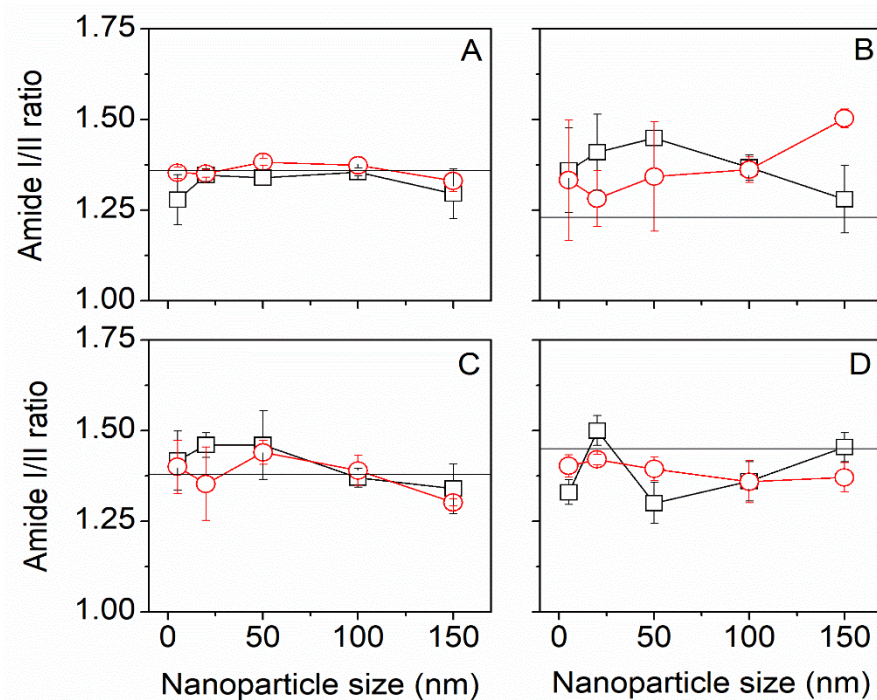 A
B
Amide I/II ratio
1.75
1.50
1.25
1.00
C
D
Amide I/II ratio
1.75
1.50
1.25
1.00
0 50 100 150
0 50 100 150
Nanoparticle size (nm)
Nanoparticle size (nm)